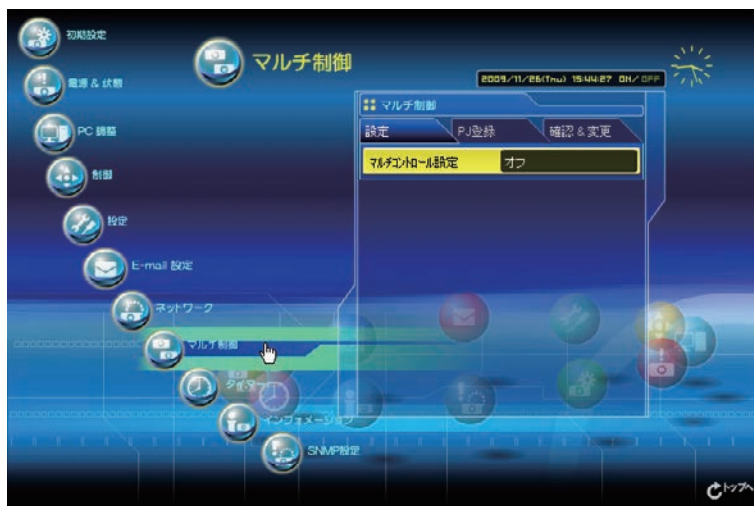 初期設定
電源 & 状態
PC 調整
制御
設定
E-mail 設定
ネットワーク
マルチ制御
タイマー
インフォメーション
SNMP設定
マルチ制御
2009/11/26(Thu) 15:44:27 ON/OFF
マルチ制御
設定
PJ登録
確認 & 変更
マルチコントロール設定
オフ
トップへ